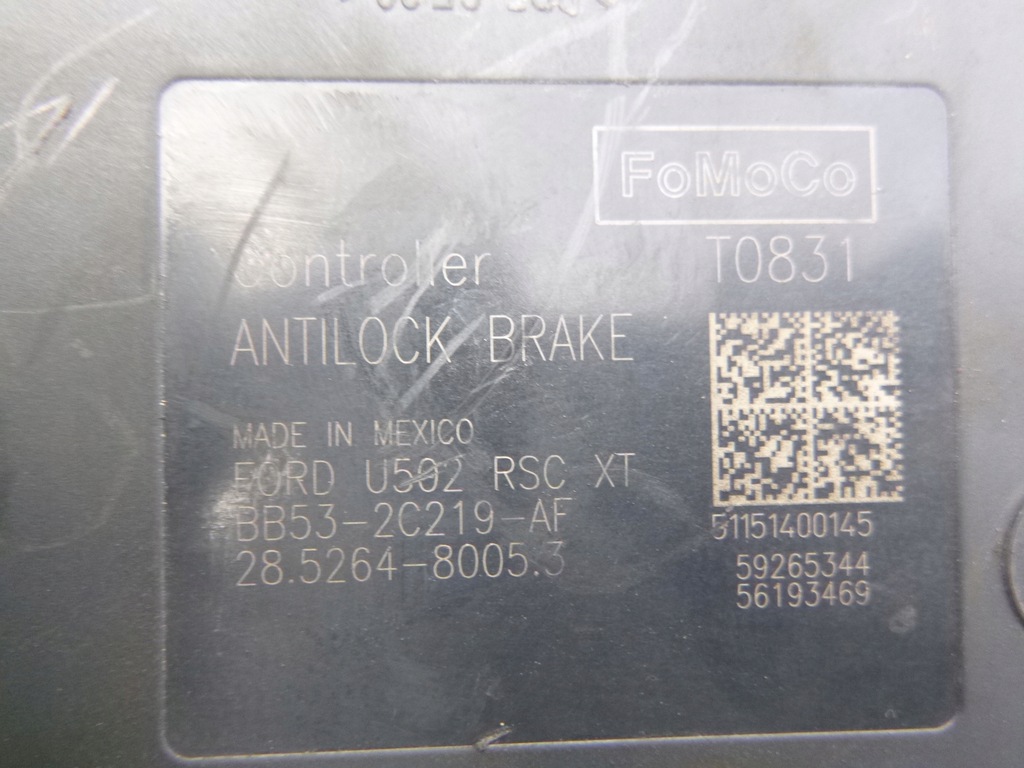 FoMoCo
Controller T0831
ANTILOCK BRAKE
MADE IN MEXICO
FORD U502 RSC XT
BB53-2C219-AF
28.5264-8005.3
51151400145
59265344
56193469